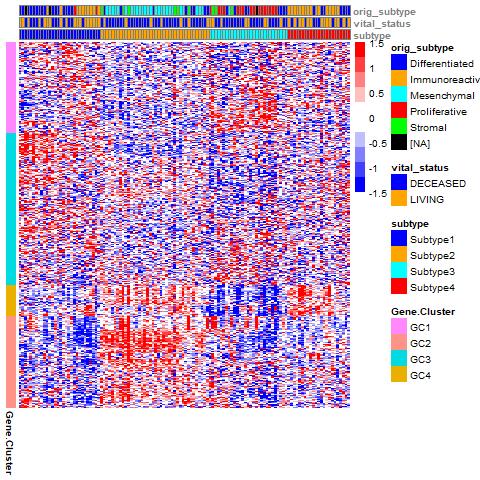 orig_subtype
vital_status
subtype
1.5
1
0.5
0
-0.5
-1
-1.5
orig_subtype
Differentiated
Immunoreactiv
Mesenchymal
Proliferative
Stromal
[NA]
vital_status
DECEASED
LIVING
subtype
Subtype1
Subtype2
Subtype3
Subtype4
Gene.Cluster
GC1
GC2
GC3
GC4
Gene.Cluster